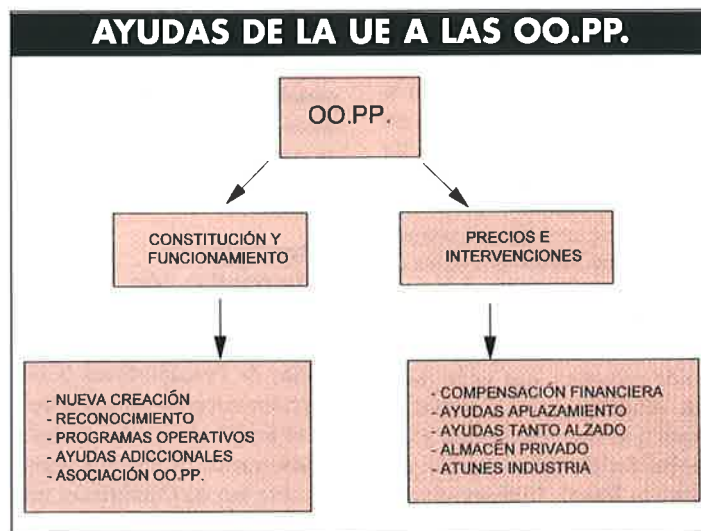 AYUDAS DE LA UE A LAS OO.PP.
OO.PP.
CONSTITUCIÓN Y
FUNCIONAMIENTO
PRECIOS E
INTERVENCIONES
- NUEVA CREACIÓN
- RECONOCIMIENTO
- PROGRAMAS OPERATIVOS
- AYUDAS ADICCIONALES
- ASOCIACIÓN OO.PP.
- COMPENSACIÓN FINANCIERA
- AYUDAS APLAZAMIENTO
- AYUDAS TANTO ALZADO
- ALMACÉN PRIVADO
- ATUNES INDUSTRIA